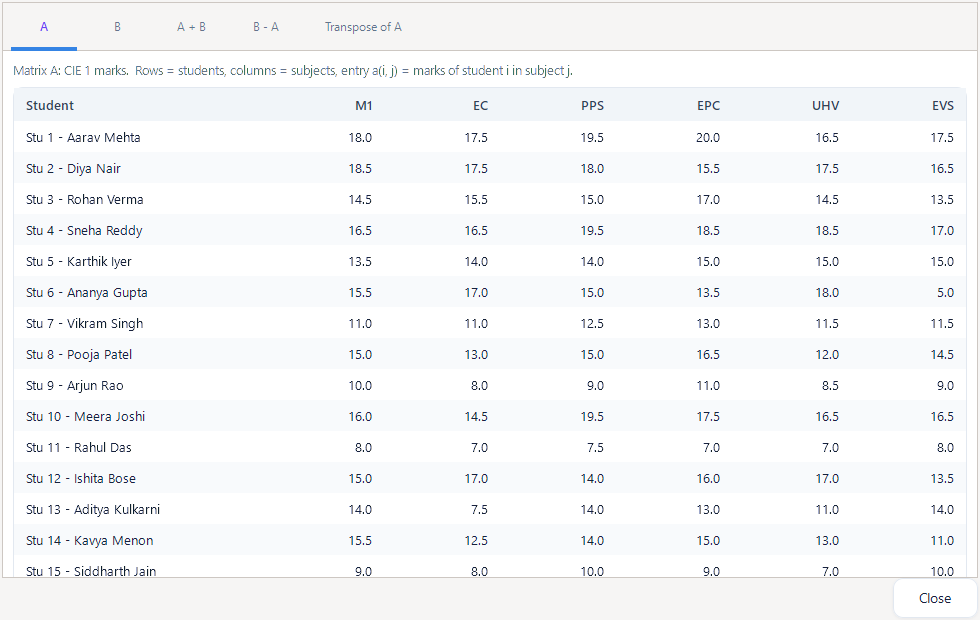 A B A + B B - A Transpose of A
Matrix A: CIE 1 marks. Rows = students, columns = subjects, entry a(i, j) = marks of student i in subject j.
Student M1 EC PPS EPC UHV EVS
Stu 1 - Aarav Mehta 18.0 17.5 19.5 20.0 16.5 17.5
Stu 2 - Diya Nair 18.5 17.5 18.0 15.5 17.5 16.5
Stu 3 - Rohan Verma 14.5 15.5 15.0 17.0 14.5 13.5
Stu 4 - Sneha Reddy 16.5 16.5 19.5 18.5 18.5 17.0
Stu 5 - Karthik Iyer 13.5 14.0 14.0 15.0 15.0 15.0
Stu 6 - Ananya Gupta 15.5 17.0 15.0 13.5 18.0 5.0
Stu 7 - Vikram Singh 11.0 11.0 12.5 13.0 11.5 11.5
Stu 8 - Pooja Patel 15.0 13.0 15.0 16.5 12.0 14.5
Stu 9 - Arjun Rao 10.0 8.0 9.0 11.0 8.5 9.0
Stu 10 - Meera Joshi 16.0 14.5 19.5 17.5 16.5 16.5
Stu 11 - Rahul Das 8.0 7.0 7.5 7.0 7.0 8.0
Stu 12 - Ishita Bose 15.0 17.0 14.0 16.0 17.0 13.5
Stu 13 - Aditya Kulkarni 14.0 7.5 14.0 13.0 11.0 14.0
Stu 14 - Kavya Menon 15.5 12.5 14.0 15.0 13.0 11.0
Stu 15 - Siddharth Jain 9.0 8.0 10.0 9.0 7.0 10.0
Close